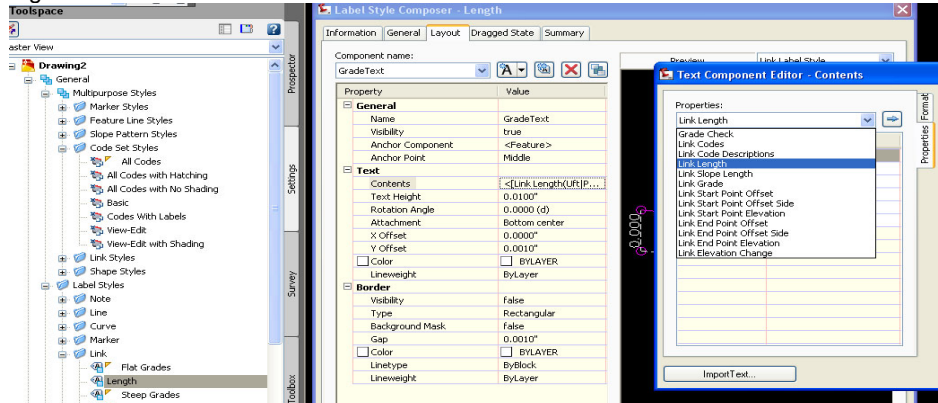 Toolspace
aster View
Drawing2
General
Multipurpose Styles
Marker Styles
Feature Line Styles
Slope Pattern Styles
Code Set Styles
All Codes
All Codes with Hatching
All Codes with No Shading
Basic
Codes With Labels
View-Edit
View-Edit with Shading
Link Styles
Shape Styles
Label Styles
Note
Line
Curve
Marker
Link
Flat Grades
Length
Steep Grades
Prospector
Settings
Survey
Toolbox
Label Style Composer - Length
Information General Layout Dragged State Summary
Component name:
GradeText
Preview Link Label Style
Property Value
General
Name GradeText
Visibility true
Anchor Component <Feature>
Anchor Point Middle
Text
Contents <[Link Length(Uft|P...
Text Height 0.0100"
Rotation Angle 0.0000 (d)
Attachment Bottom center
X Offset 0.0000"
Y Offset 0.0010"
Color BYLAYER
Lineweight ByLayer
Border
Visibility false
Type Rectangular
Background Mask false
Gap 0.0010"
Color BYLAYER
Linetype ByBlock
Lineweight ByLayer
0.000
Text Component Editor - Contents
Properties:
Link Length
Grade Check
Link Codes
Link Code Descriptions
Link Length
Link Slope Length
Link Grade
Link Start Point Offset
Link Start Point Offset Side
Link Start Point Elevation
Link End Point Offset
Link End Point Offset Side
Link End Point Elevation
Link Elevation Change
ImportText...
Format
Properties